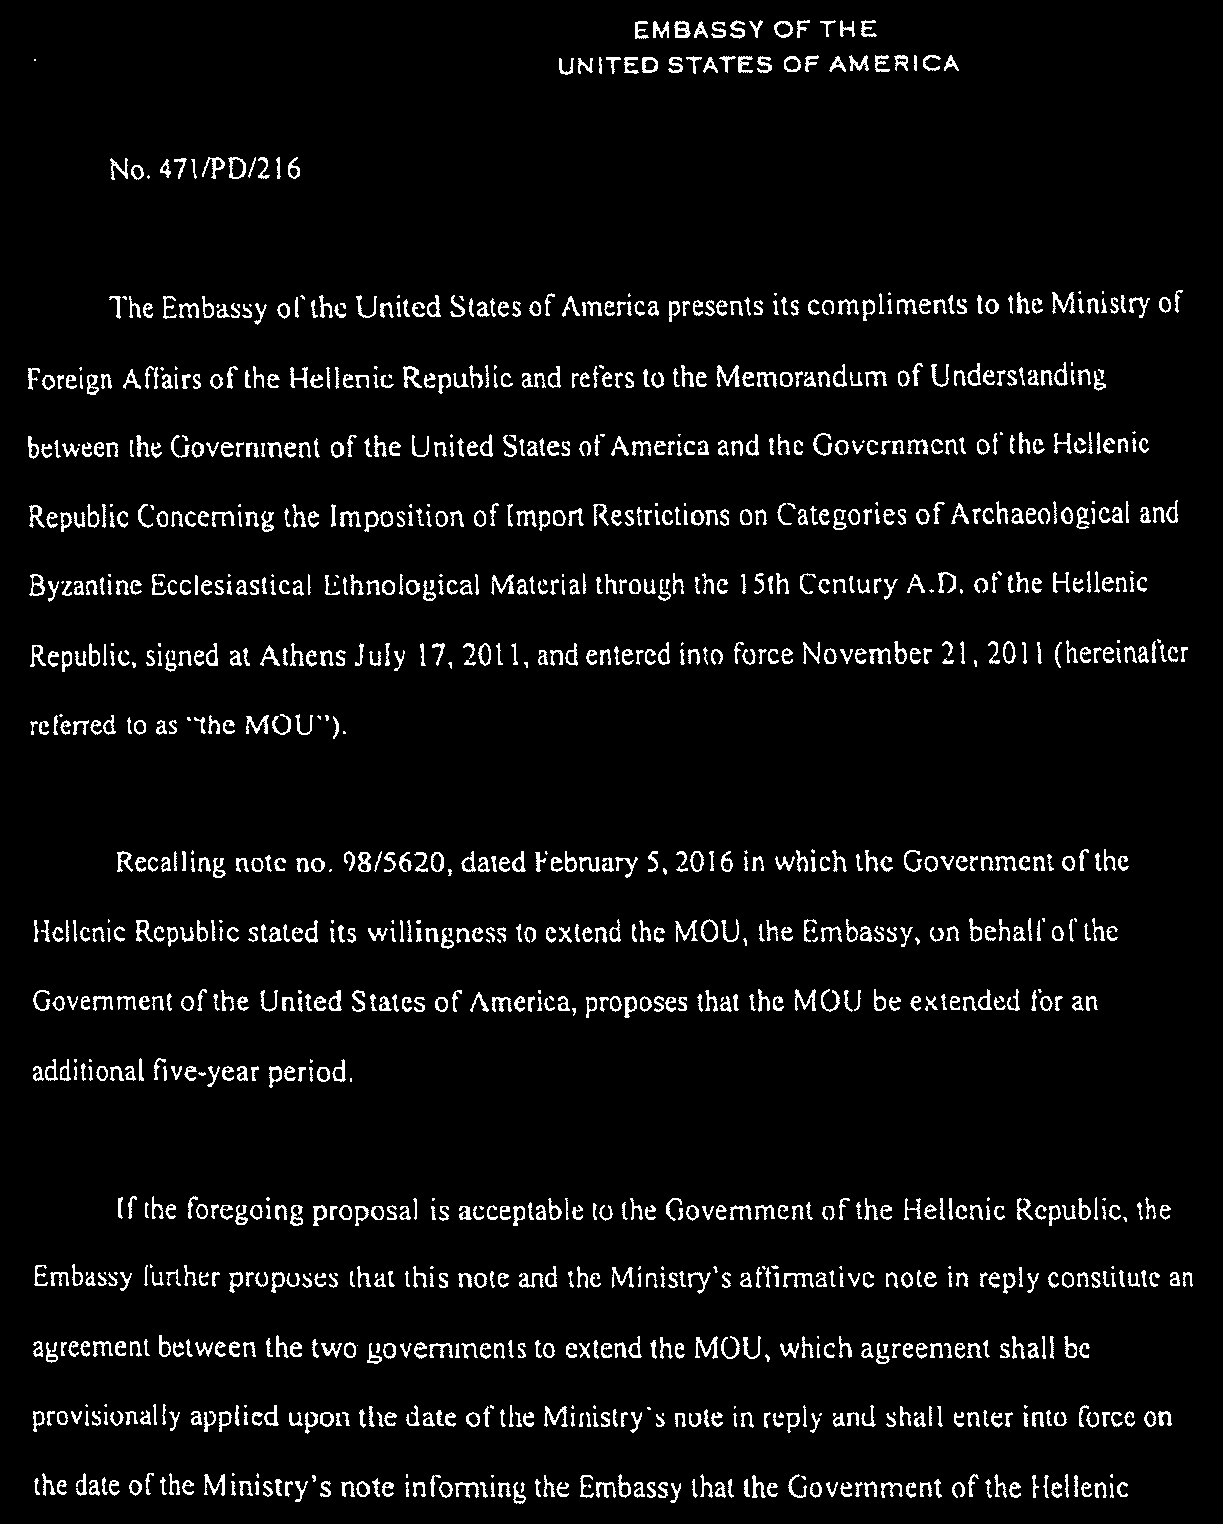 EMBASSY OF THE
UNITED STATES OF AMERICA
No. 471/PD/216
The Embassy of the United States of America presents its compliments to the Ministry of
Foreign Affairs of the Hellenic Republic and refers to the Memorandum of Understanding
between the Government of the United States of America and the Government of the Hellenic
Republic Concerning the Imposition of Import Restrictions on Categories of Archaeological and
Byzantine Ecclesiastical Ethnological Material through the 15th Century A.D. of the Hellenic
Republic, signed at Athens July 17, 2011, and entered into force November 21, 2011 (hereinafter
referred to as "the MOU").
Recalling note no. 98/5620, dated February 5, 2016 in which the Government of the
Hellenic Republic stated its willingness to extend the MOU, the Embassy, on behalf of the
Government of the United States of America, proposes that the MOU be extended for an
additional five-year period.
If the foregoing proposal is acceptable to the Government of the Hellenic Republic, the
Embassy further proposes that this note and the Ministry's affirmative note in reply constitute an
agreement between the two governments to extend the MOU, which agreement shall be
provisionally applied upon the date of the Ministry's note in reply and shall enter into force on
the date of the Ministry's note informing the Embassy that the Government of the Hellenic